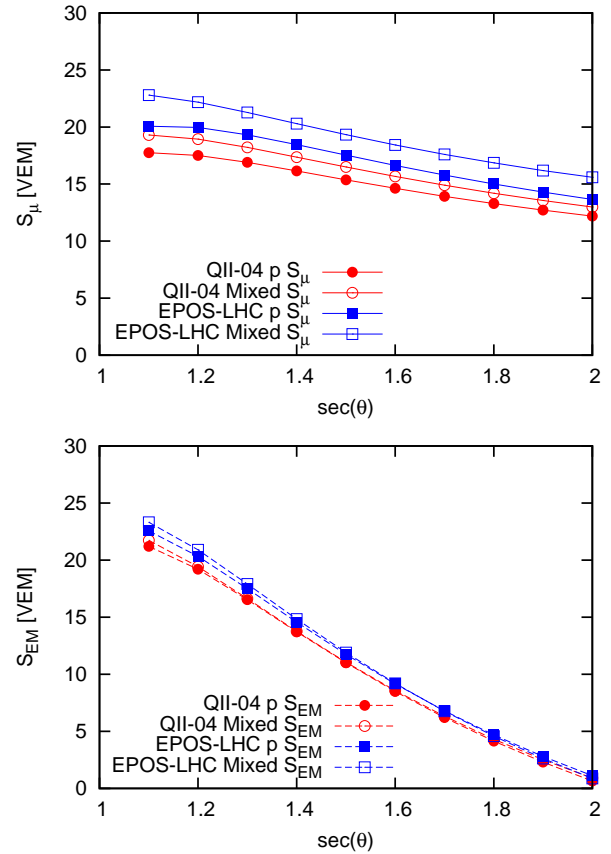 30
25
20
15
10
5
0
S_μ [VEM]
QII-04 p S_μ
QII-04 Mixed S_μ
EPOS-LHC p S_μ
EPOS-LHC Mixed S_μ
1 1.2 1.4 1.6 1.8 2
sec(θ)
30
25
20
15
10
5
0
S_EM [VEM]
QII-04 p S_EM
QII-04 Mixed S_EM
EPOS-LHC p S_EM
EPOS-LHC Mixed S_EM
1 1.2 1.4 1.6 1.8 2
sec(θ)